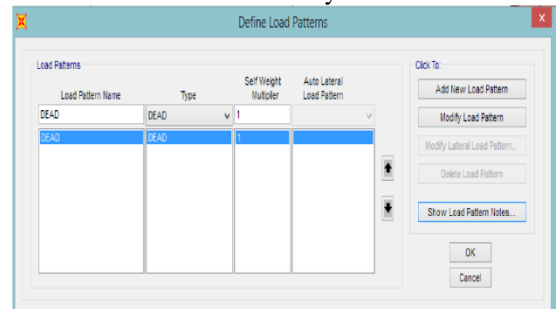 Define Load Patterns
x
Load Patterns
Click To:
Load Pattern Name Type Self Weight Multiplier Auto Lateral Load Pattern
DEAD DEAD 1
DEAD DEAD 1
Add New Load Pattern
Modify Load Pattern
Modify Lateral Load Pattern...
Delete Load Pattern
Show Load Pattern Notes...
OK
Cancel